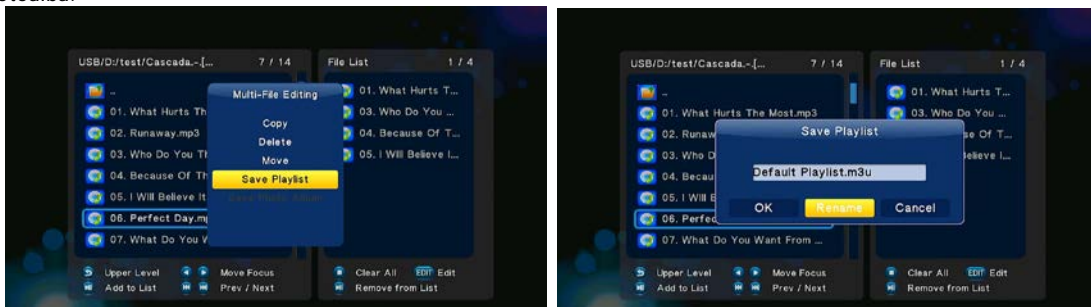 USB/D:/test/Cascada.-.[... 7 / 14
File List 1 / 4
..
01. What Hurts Th
02. Runaway.mp3
03. Who Do You Th
04. Because Of Th
05. I Will Believe It
06. Perfect Day.mp
07. What Do You W
Multi-File Editing
Copy
Delete
Move
Save Playlist
01. What Hurts T...
03. Who Do You ...
04. Because Of T...
05. I Will Believe I...
Upper Level Move Focus
Add to List Prev / Next
Clear All EDIT Edit
Remove from List
USB/D:/test/Cascada.-.[... 7 / 14
File List 1 / 4
..
01. What Hurts The Most.mp3
02. Runaw
03. Who D
04. Becau
05. I Will B
06. Perfec
07. What Do You Want From ...
Save Playlist
Default Playlist.m3u
OK Rename Cancel
01. What Hurts T...
03. Who Do You ...
se Of T...
Believe I...
Upper Level Move Focus
Add to List Prev / Next
Clear All EDIT Edit
Remove from List